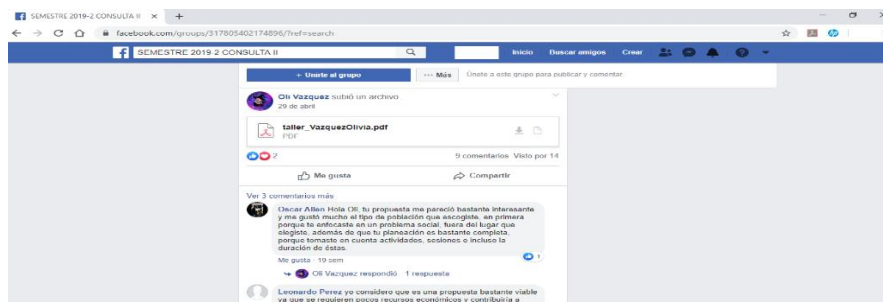 SEMESTRE 2019-2 CONSULTA II
facebook.com/groups/317805402174896/?ref=search
SEMESTRE 2019-2 CONSULTA II
Inicio Buscar amigos Crear
+ Unirte al grupo
··· Más
Únete a este grupo para publicar y comentar.
Oli Vazquez subió un archivo
29 de abril
taller_VazquezOlivia.pdf
PDF
2
9 comentarios Visto por 14
Me gusta
Compartir
Ver 3 comentarios más
Oscar Allen Hola Oli, tu propuesta me pareció bastante interesante
y me gustó mucho el tipo de población que escogiste, en primera
porque te enfocaste en un problema social, fuera del lugar que
elegiste, además de que tu planeación es bastante completa,
porque tomaste en cuenta actividades, sesiones e incluso la
duración de éstas.
Me gusta · 19 sem
1
Oli Vazquez respondió · 1 respuesta
Leonardo Perez yo considero que es una propuesta bastante viable
ya que se requieren pocos recursos económicos y contribuiría a